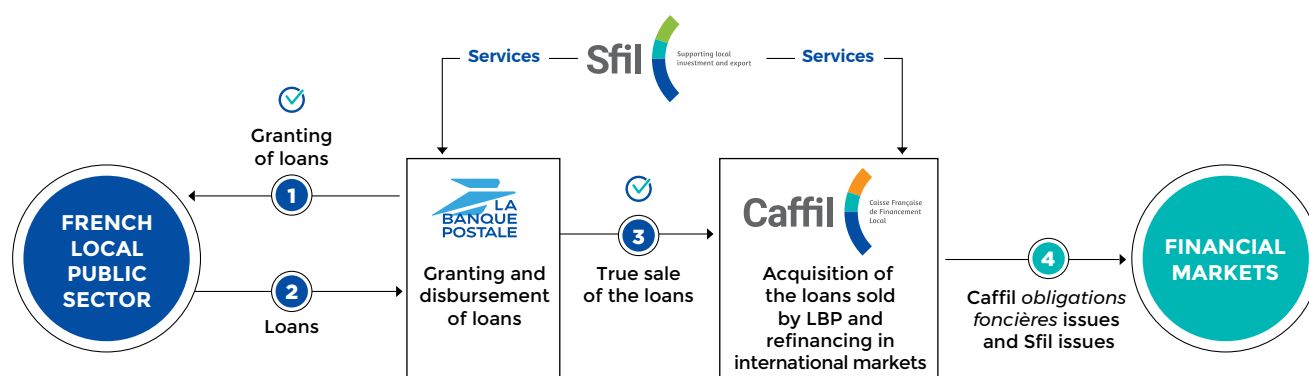 Services
Sfil
Supporting local
investment and export
Services
Granting
of loans
1
FRENCH
LOCAL
PUBLIC
SECTOR
2
Loans
LA
BANQUE
POSTALE
Granting and
disbursement
of loans
3
True sale
of the loans
Caffil
Caisse Française
de Financement
Local
Acquisition of
the loans sold
by LBP and
refinancing in
international markets
4
Caffil obligations
foncières issues
and Sfil issues
FINANCIAL
MARKETS